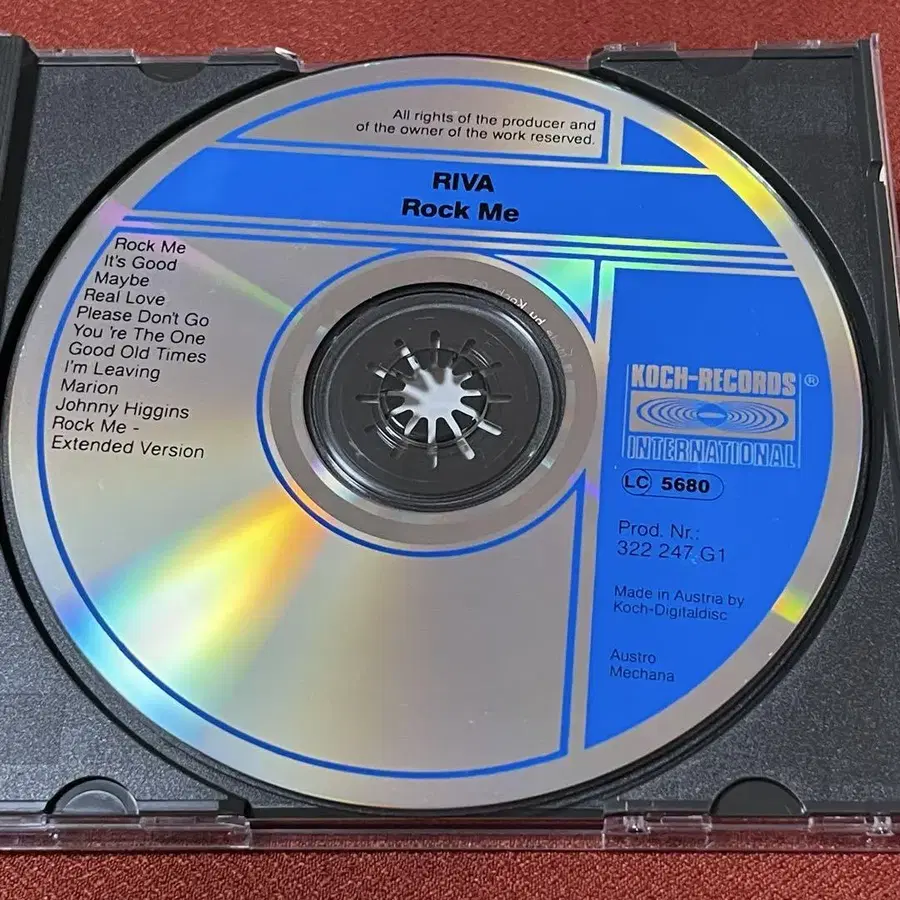 All rights of the producer and
of the owner of the work reserved.
RIVA
Rock Me
Rock Me
It's Good
Maybe
Real Love
Please Don't Go
You 're The One
Good Old Times
I'm Leaving
Marion
Johnny Higgins
Rock Me -
Extended Version
KOCH-RECORDS®
INTERNATIONAL
LC 5680
Prod. Nr.:
322 247 G1
Made in Austria by
Koch-Digitaldisc
Austro
Mechana